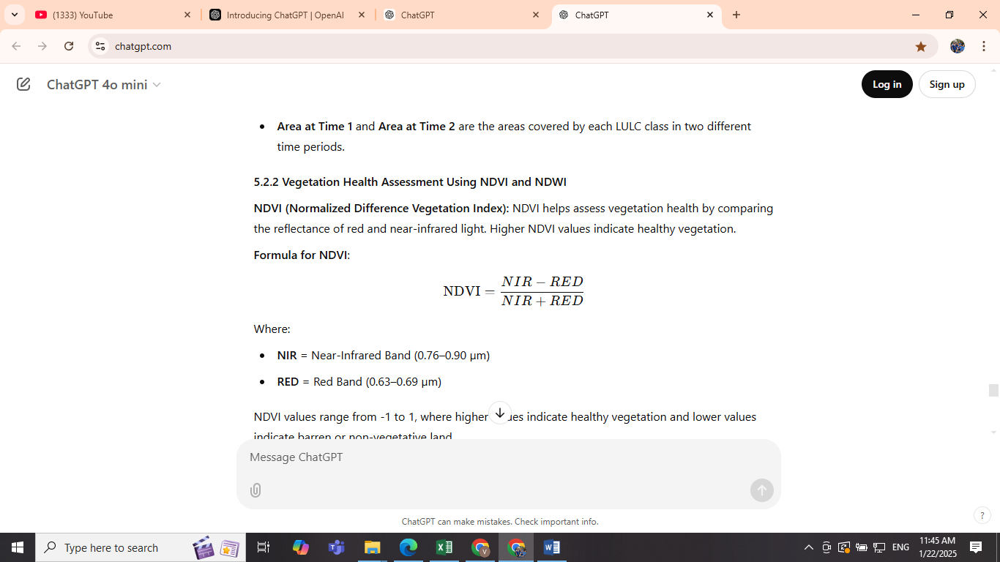 (1333) YouTube
Introducing ChatGPT | OpenAI
ChatGPT
ChatGPT
chatgpt.com
ChatGPT 4o mini
Log in
Sign up
Area at Time 1 and Area at Time 2 are the areas covered by each LULC class in two different
time periods.
5.2.2 Vegetation Health Assessment Using NDVI and NDWI
NDVI (Normalized Difference Vegetation Index): NDVI helps assess vegetation health by comparing
the reflectance of red and near-infrared light. Higher NDVI values indicate healthy vegetation.
Formula for NDVI:
NDVI = \frac{NIR − RED}{NIR + RED}
Where:
NIR = Near-Infrared Band (0.76–0.90 µm)
RED = Red Band (0.63–0.69 µm)
NDVI values range from -1 to 1, where higher indicate healthy vegetation and lower values
indicate barren or non-vegetative land
Message ChatGPT
ChatGPT can make mistakes. Check important info.
?
Type here to search
ENG
11:45 AM
1/22/2025